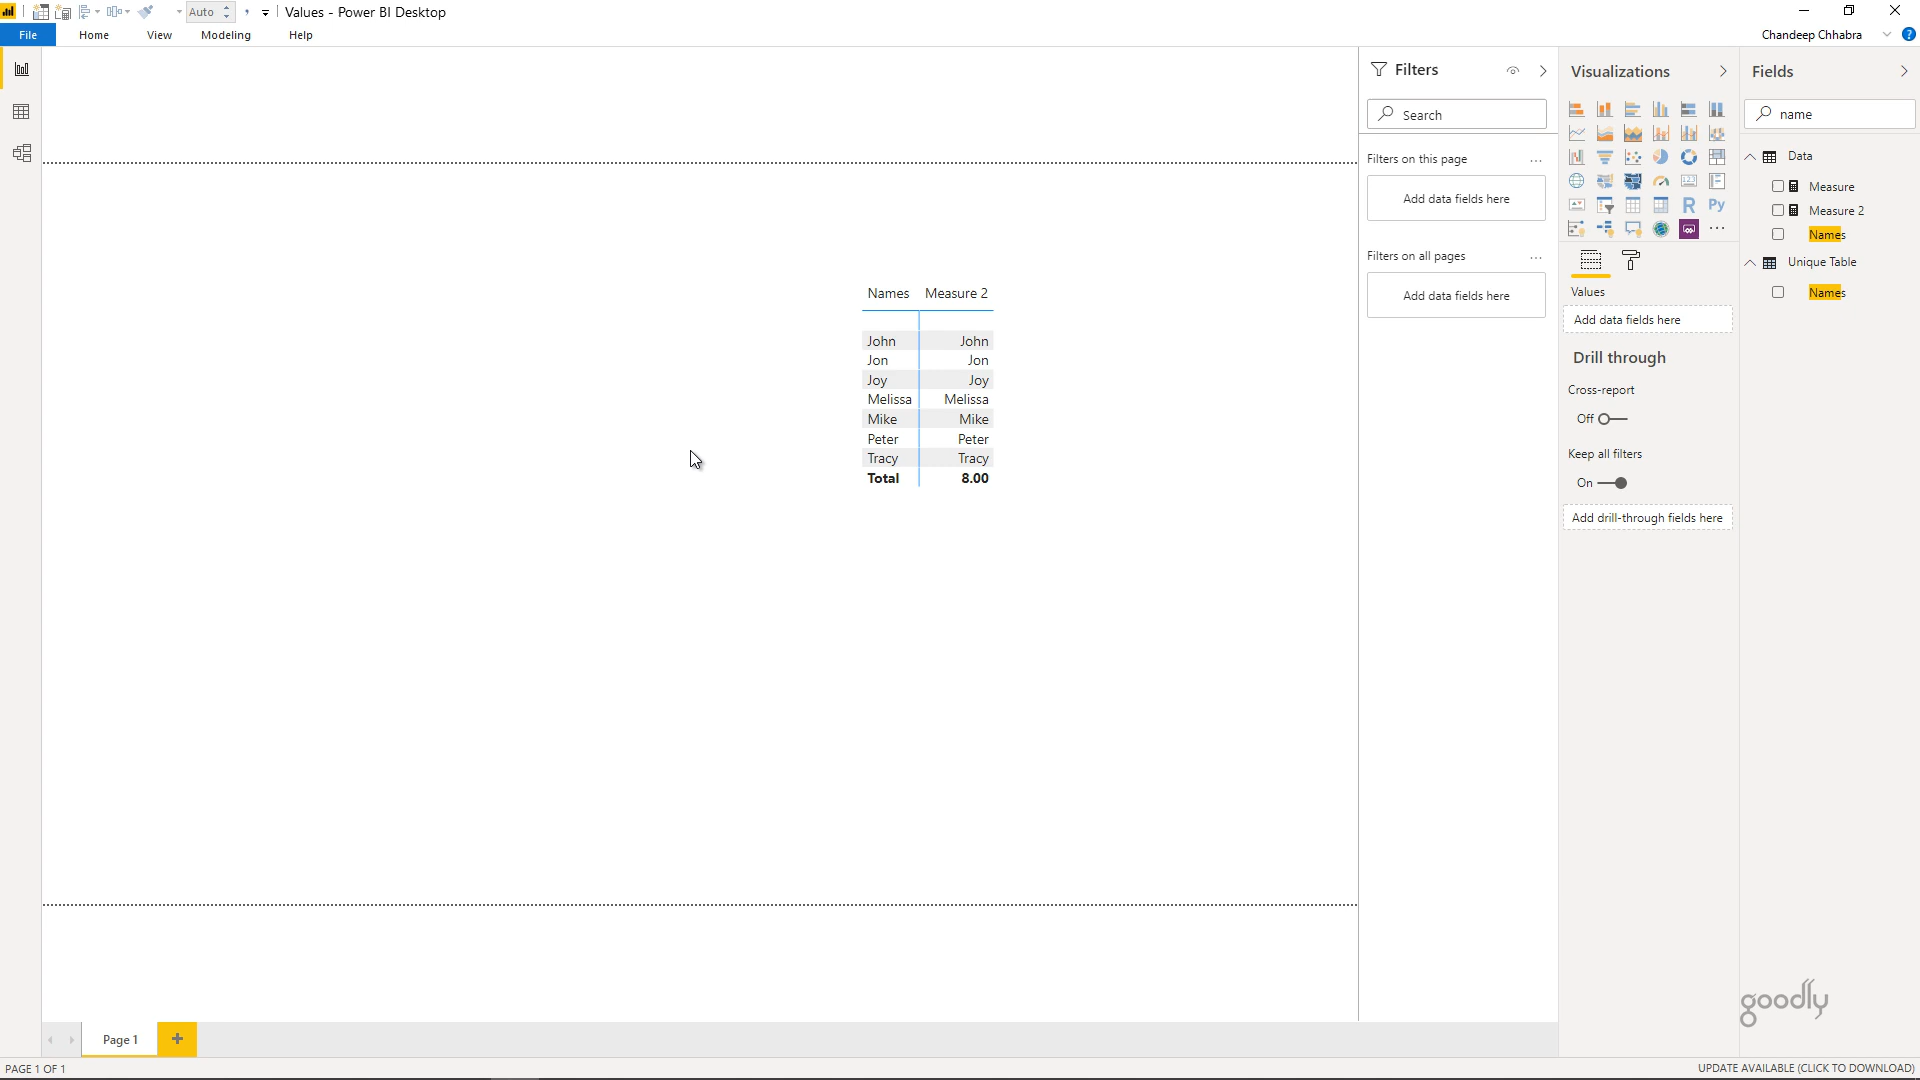 Auto
Values - Power BI Desktop
File Home View Modeling Help
Chandeep Chhabra
?
Filters
Search
Filters on this page
...
Add data fields here
Filters on all pages
...
Add data fields here
Visualizations
R Py
123
...
Values
Add data fields here
Drill through
Cross-report
Off
Keep all filters
On
Add drill-through fields here
Fields
name
Data
Measure
Measure 2
Names
Unique Table
Names
Names Measure 2
John John
Jon Jon
Joy Joy
Melissa Melissa
Mike Mike
Peter Peter
Tracy Tracy
Total 8.00
goodly
Page 1 +
PAGE 1 OF 1
UPDATE AVAILABLE (CLICK TO DOWNLOAD)